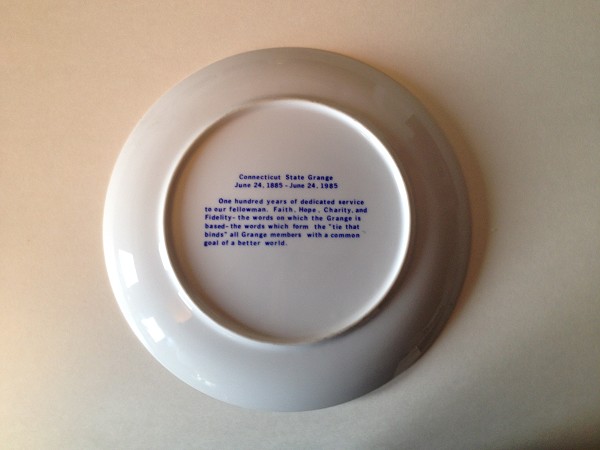 Connecticut State Grange
June 24, 1885 - June 24, 1985
One hundred years of dedicated service
to our fellowman. Faith, Hope, Charity, and
Fidelity- the words on which the Grange is
based- the words which form the "tie that
binds" all Grange members with a common
goal of a better world.